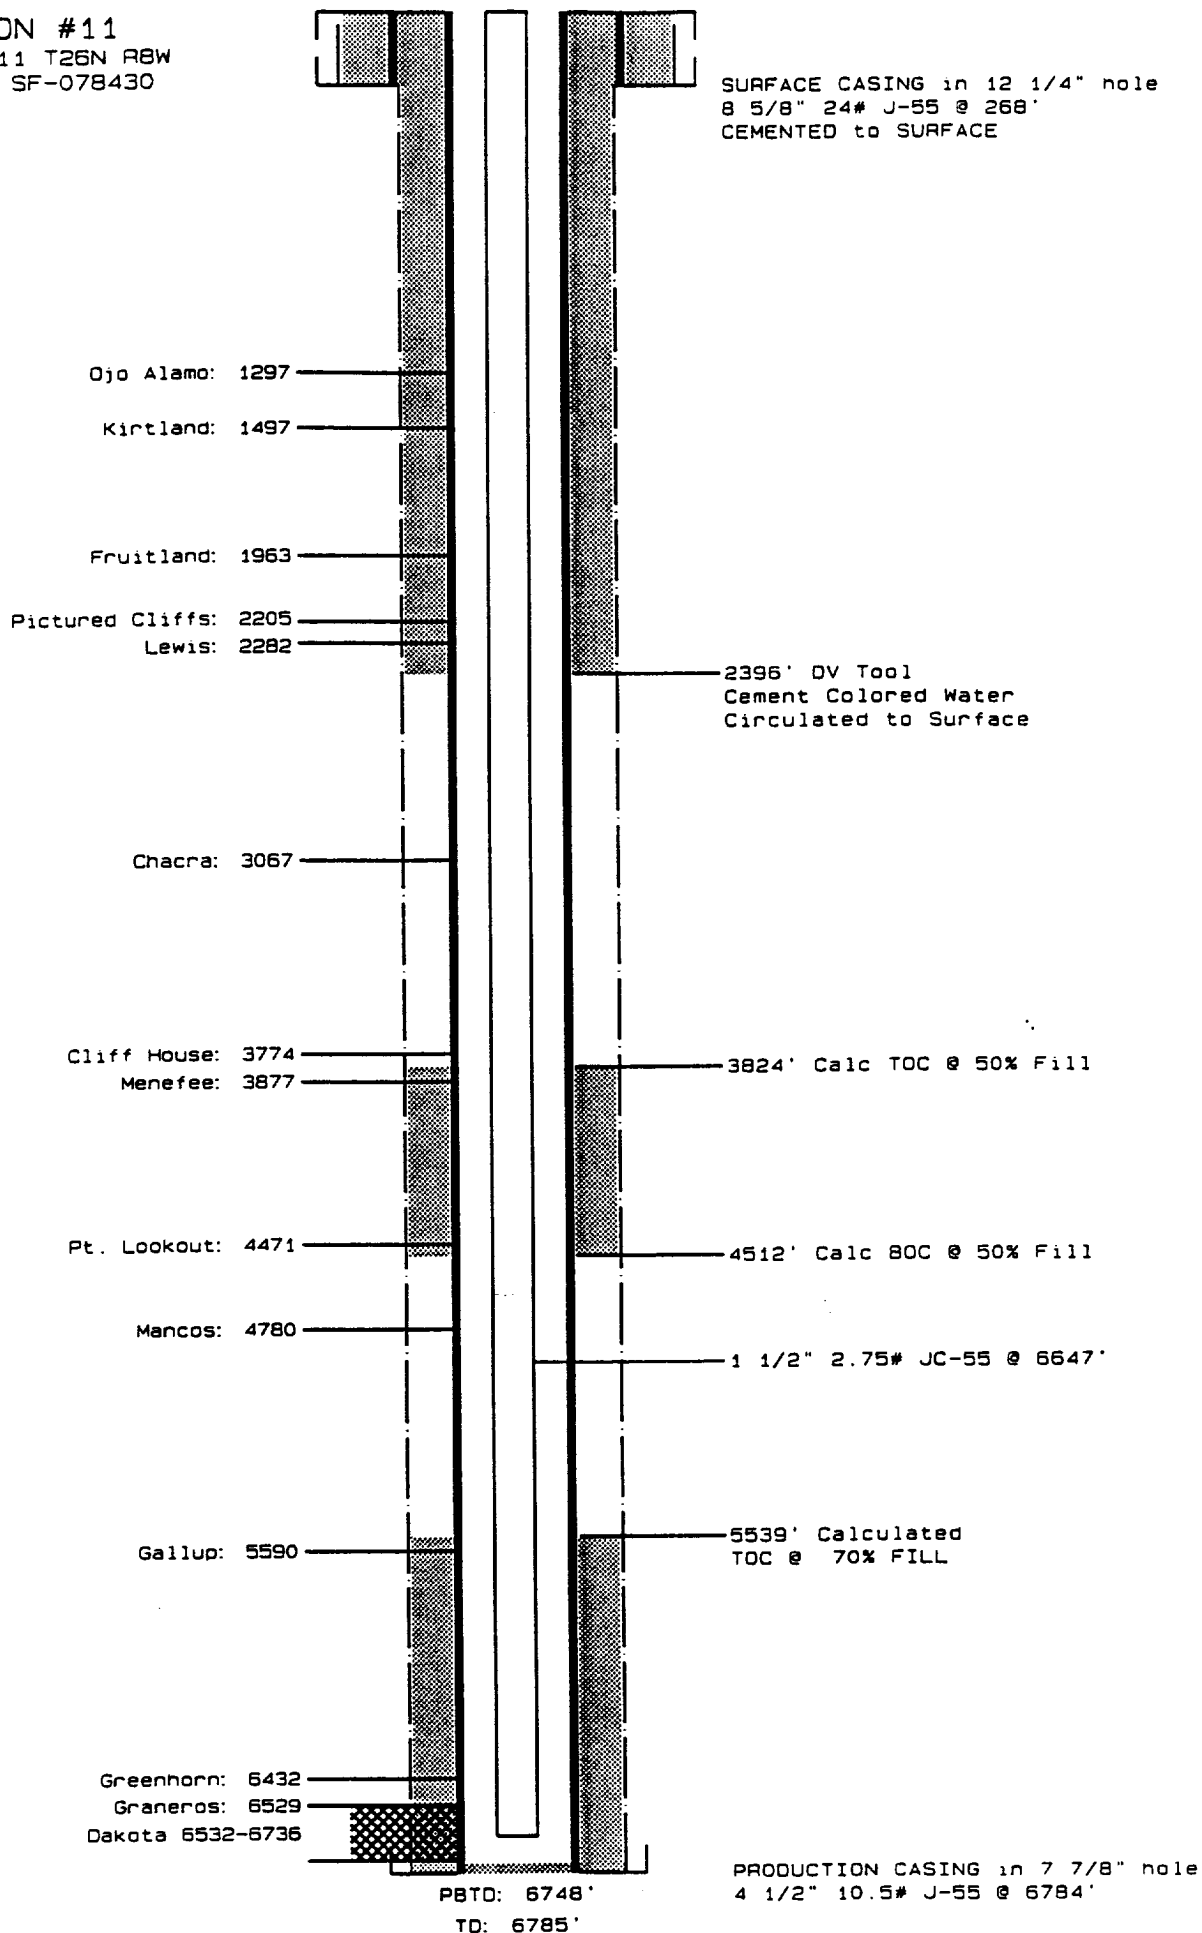 ON #11
11 T26N R8W
SF-078430
SURFACE CASING in 12 1/4" hole
8 5/8" 24# J-55 @ 268'
CEMENTED to SURFACE
Ojo Alamo: 1297
Kirtland: 1497
Fruitland: 1963
Pictured Cliffs: 2205
Lewis: 2282
2396' DV Tool
Cement Colored Water
Circulated to Surface
Chacra: 3067
Cliff House: 3774
Menefee: 3877
3824' Calc TOC @ 50% Fill
Pt. Lookout: 4471
4512' Calc BOC @ 50% Fill
Mancos: 4780
1 1/2" 2.75# JC-55 @ 6647'
Gallup: 5590
5539' Calculated
TOC @ 70% FILL
Greenhorn: 6432
Graneros: 6529
Dakota 6532-6736
PRODUCTION CASING in 7 7/8" hole
4 1/2" 10.5# J-55 @ 6784'
PBTD: 6748'
TD: 6785'